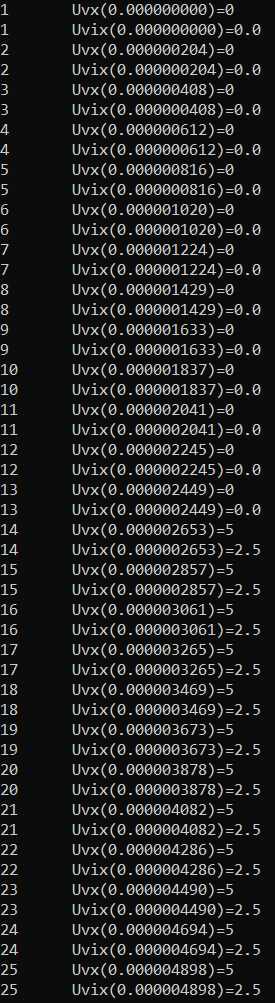 1 Uvx(0.000000000)=0
1 Uvix(0.000000000)=0.0
2 Uvx(0.000000204)=0
2 Uvix(0.000000204)=0.0
3 Uvx(0.000000408)=0
3 Uvix(0.000000408)=0.0
4 Uvx(0.000000612)=0
4 Uvix(0.000000612)=0.0
5 Uvx(0.000000816)=0
5 Uvix(0.000000816)=0.0
6 Uvx(0.000001020)=0
6 Uvix(0.000001020)=0.0
7 Uvx(0.000001224)=0
7 Uvix(0.000001224)=0.0
8 Uvx(0.000001429)=0
8 Uvix(0.000001429)=0.0
9 Uvx(0.000001633)=0
9 Uvix(0.000001633)=0.0
10 Uvx(0.000001837)=0
10 Uvix(0.000001837)=0.0
11 Uvx(0.000002041)=0
11 Uvix(0.000002041)=0.0
12 Uvx(0.000002245)=0
12 Uvix(0.000002245)=0.0
13 Uvx(0.000002449)=0
13 Uvix(0.000002449)=0.0
14 Uvx(0.000002653)=5
14 Uvix(0.000002653)=2.5
15 Uvx(0.000002857)=5
15 Uvix(0.000002857)=2.5
16 Uvx(0.000003061)=5
16 Uvix(0.000003061)=2.5
17 Uvx(0.000003265)=5
17 Uvix(0.000003265)=2.5
18 Uvx(0.000003469)=5
18 Uvix(0.000003469)=2.5
19 Uvx(0.000003673)=5
19 Uvix(0.000003673)=2.5
20 Uvx(0.000003878)=5
20 Uvix(0.000003878)=2.5
21 Uvx(0.000004082)=5
21 Uvix(0.000004082)=2.5
22 Uvx(0.000004286)=5
22 Uvix(0.000004286)=2.5
23 Uvx(0.000004490)=5
23 Uvix(0.000004490)=2.5
24 Uvx(0.000004694)=5
24 Uvix(0.000004694)=2.5
25 Uvx(0.000004898)=5
25 Uvix(0.000004898)=2.5